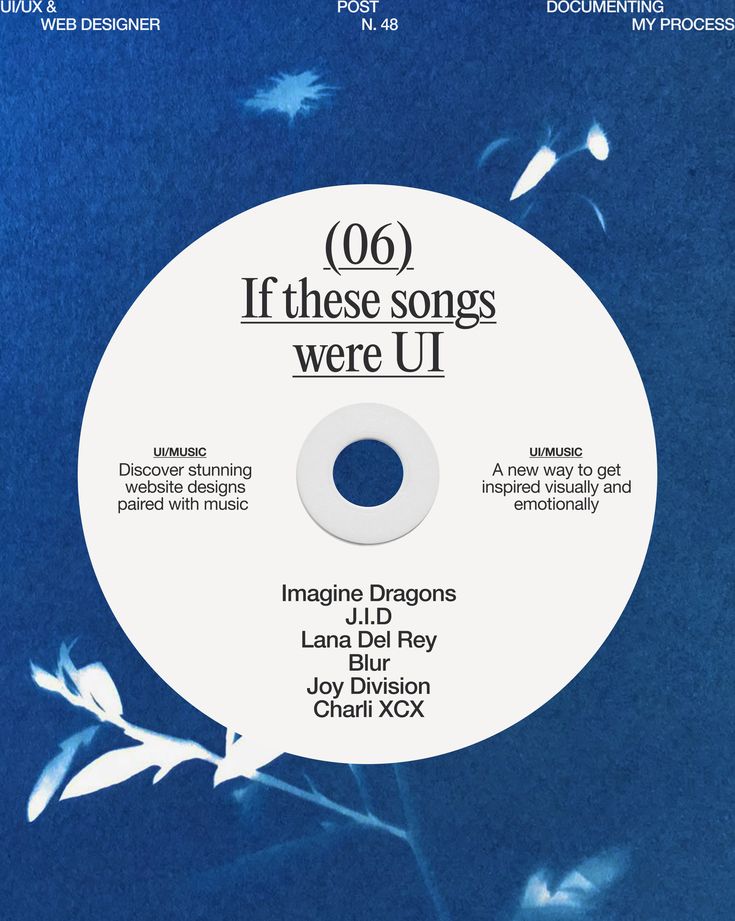 UI/UX &
WEB DESIGNER
POST
N. 48
DOCUMENTING
MY PROCESS
(06)
If these songs
were UI
UI/MUSIC
Discover stunning
website designs
paired with music
UI/MUSIC
A new way to get
inspired visually and
emotionally
Imagine Dragons
J.I.D
Lana Del Rey
Blur
Joy Division
Charli XCX